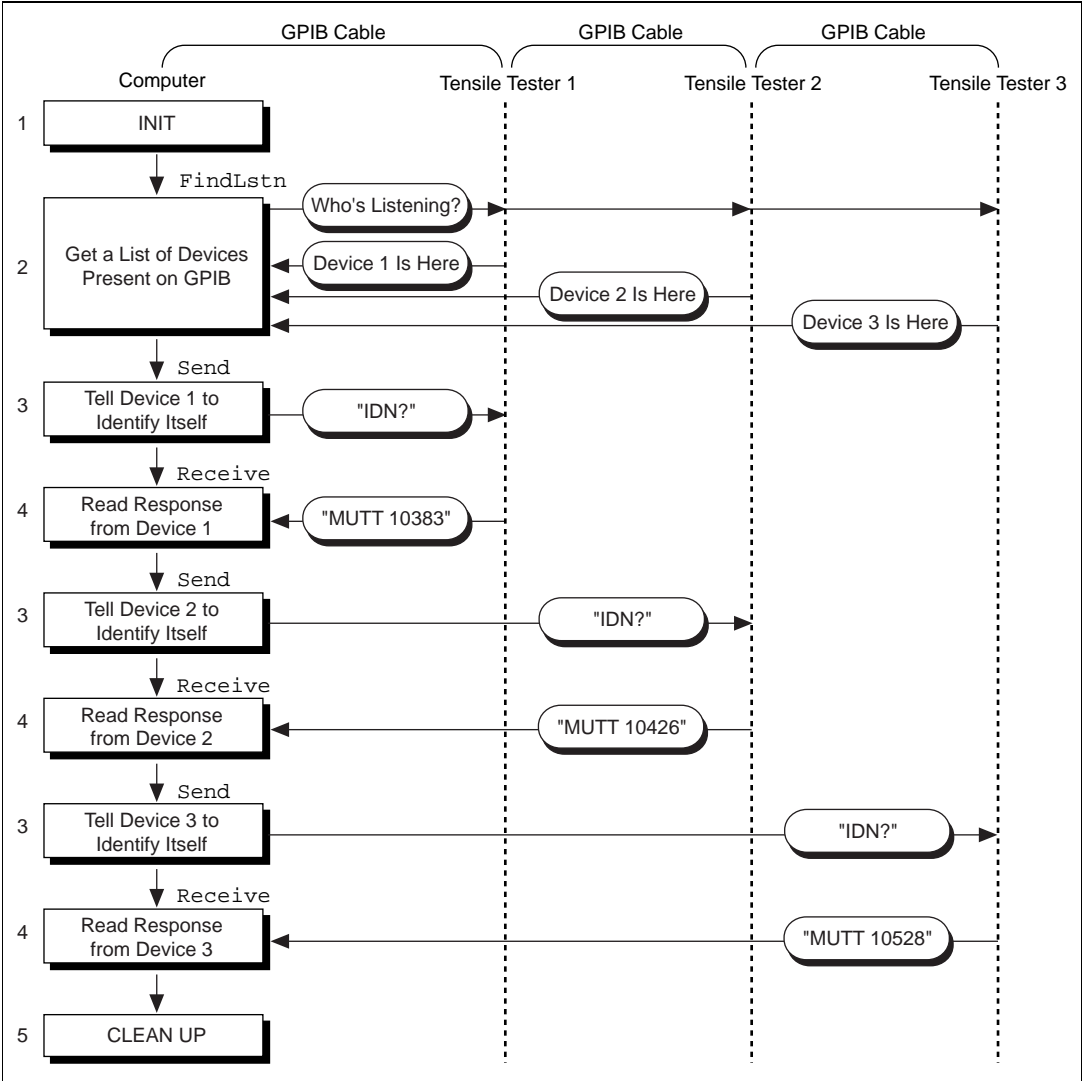 GPIB Cable GPIB Cable GPIB Cable
Computer Tensile Tester 1 Tensile Tester 2 Tensile Tester 3
1 INIT
FindLstn
Who's Listening?
2 Get a List of Devices
Present on GPIB
Device 1 Is Here
Device 2 Is Here
Device 3 Is Here
Send
3 Tell Device 1 to
Identify Itself
"IDN?"
Receive
4 Read Response
from Device 1
"MUTT 10383"
Send
3 Tell Device 2 to
Identify Itself
"IDN?"
Receive
4 Read Response
from Device 2
"MUTT 10426"
Send
3 Tell Device 3 to
Identify Itself
"IDN?"
Receive
4 Read Response
from Device 3
"MUTT 10528"
5 CLEAN UP